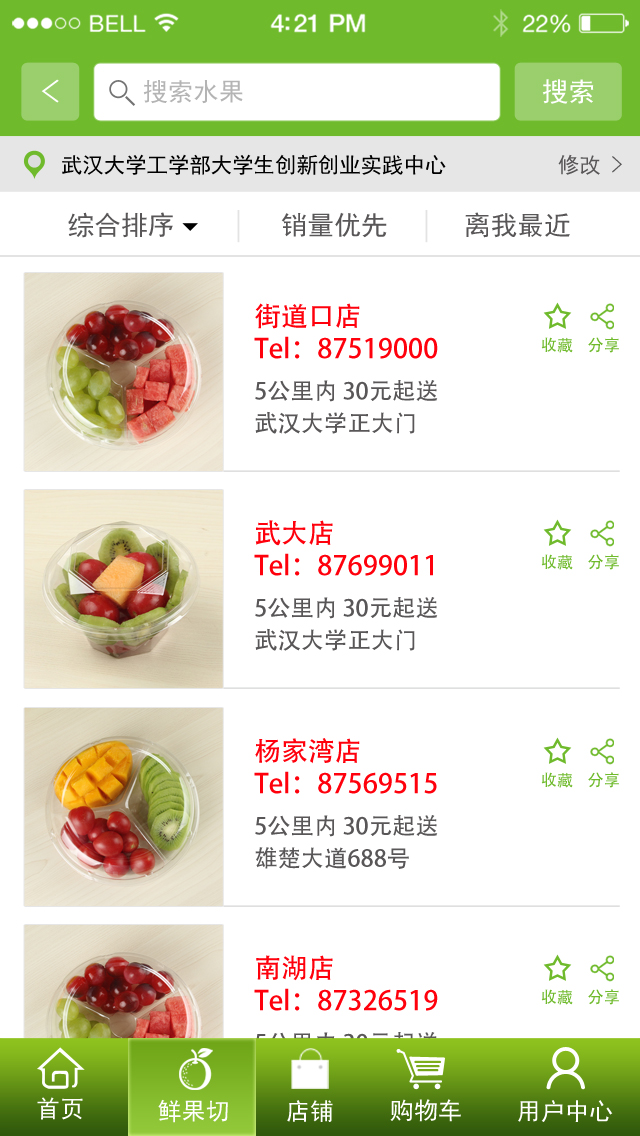 BELL
4:21 PM
22%
搜索水果
搜索
武汉大学工学部大学生创新创业实践中心
修改
综合排序
销量优先
离我最近
街道口店
Tel：87519000
收藏
分享
5公里内 30元起送
武汉大学正大门
武大店
Tel：87699011
收藏
分享
5公里内 30元起送
武汉大学正大门
杨家湾店
Tel：87569515
收藏
分享
5公里内 30元起送
雄楚大道688号
南湖店
Tel：87326519
收藏
分享
首页
鲜果切
店铺
购物车
用户中心